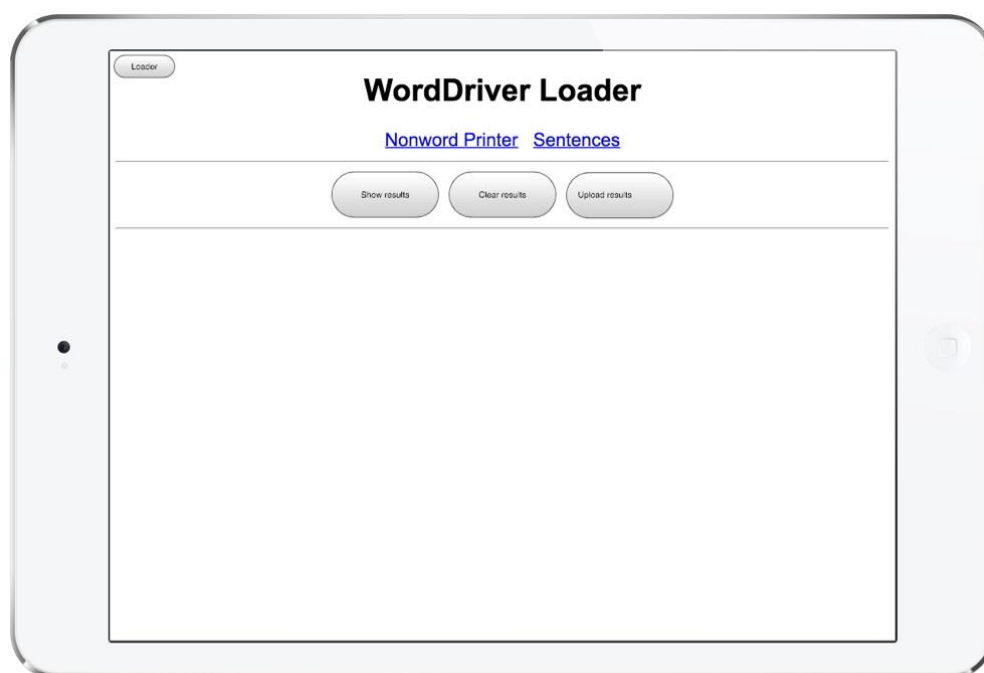 Loader
WordDriver Loader
Nonword Printer Sentences
Show results Clear results Upload results